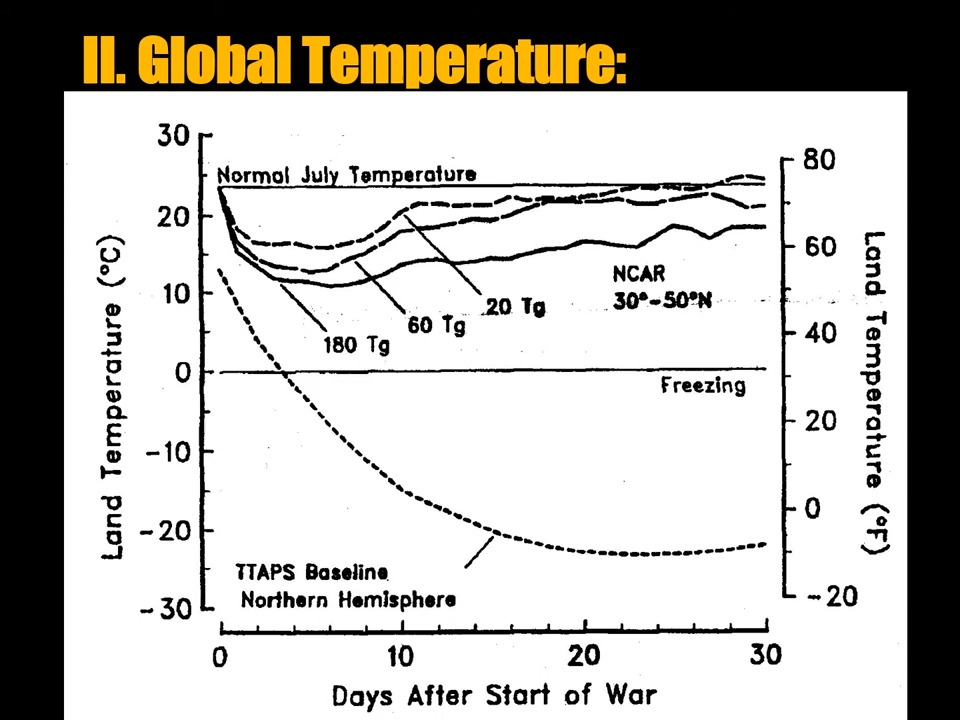 II. Global Temperature:
30
20
10
0
-10
-20
-30
Land Temperature (°C)
Normal July Temperature
NCAR
30°-50°N
20 Tg
60 Tg
180 Tg
Freezing
TTAPS Baseline
Northern Hemisphere
80
60
40
20
0
-20
Land Temperature (°F)
0 10 20 30
Days After Start of War